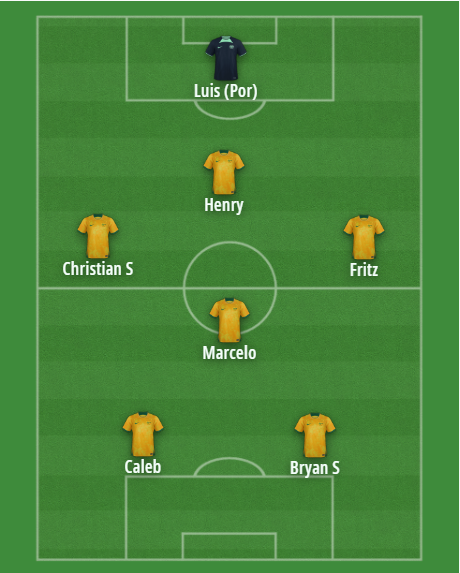 Luis (Por)
Henry
Christian S
Fritz
Marcelo
Caleb
Bryan S